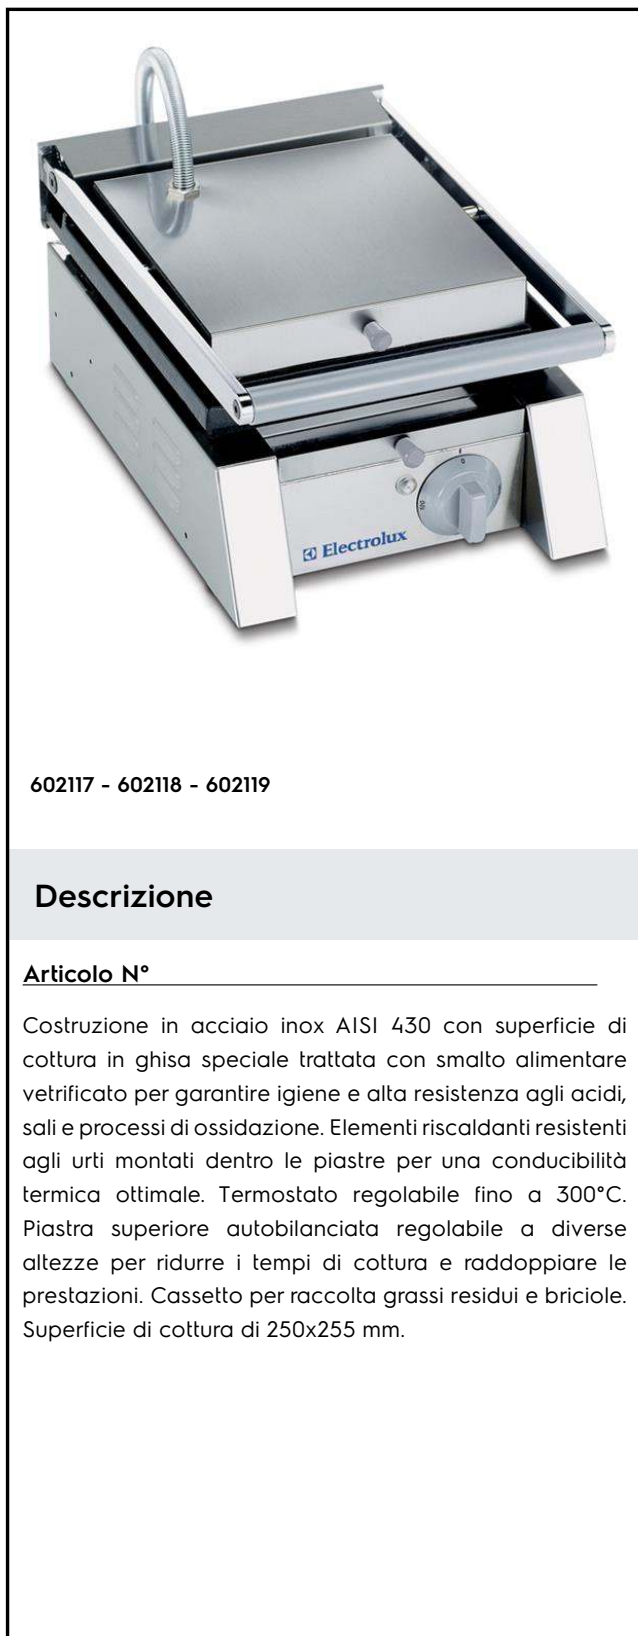 Electrolux
602117 - 602118 - 602119
Descrizione
Articolo N°
Costruzione in acciaio inox AISI 430 con superficie di
cottura in ghisa speciale trattata con smalto alimentare
vetrificato per garantire igiene e alta resistenza agli acidi,
sali e processi di ossidazione. Elementi riscaldanti resistenti
agli urti montati dentro le piastre per una conducibilità
termica ottimale. Termostato regolabile fino a 300°C.
Piastra superiore autobilanciata regolabile a diverse
altezze per ridurre i tempi di cottura e raddoppiare le
prestazioni. Cassetto per raccolta grassi residui e briciole.
Superficie di cottura di 250x255 mm.